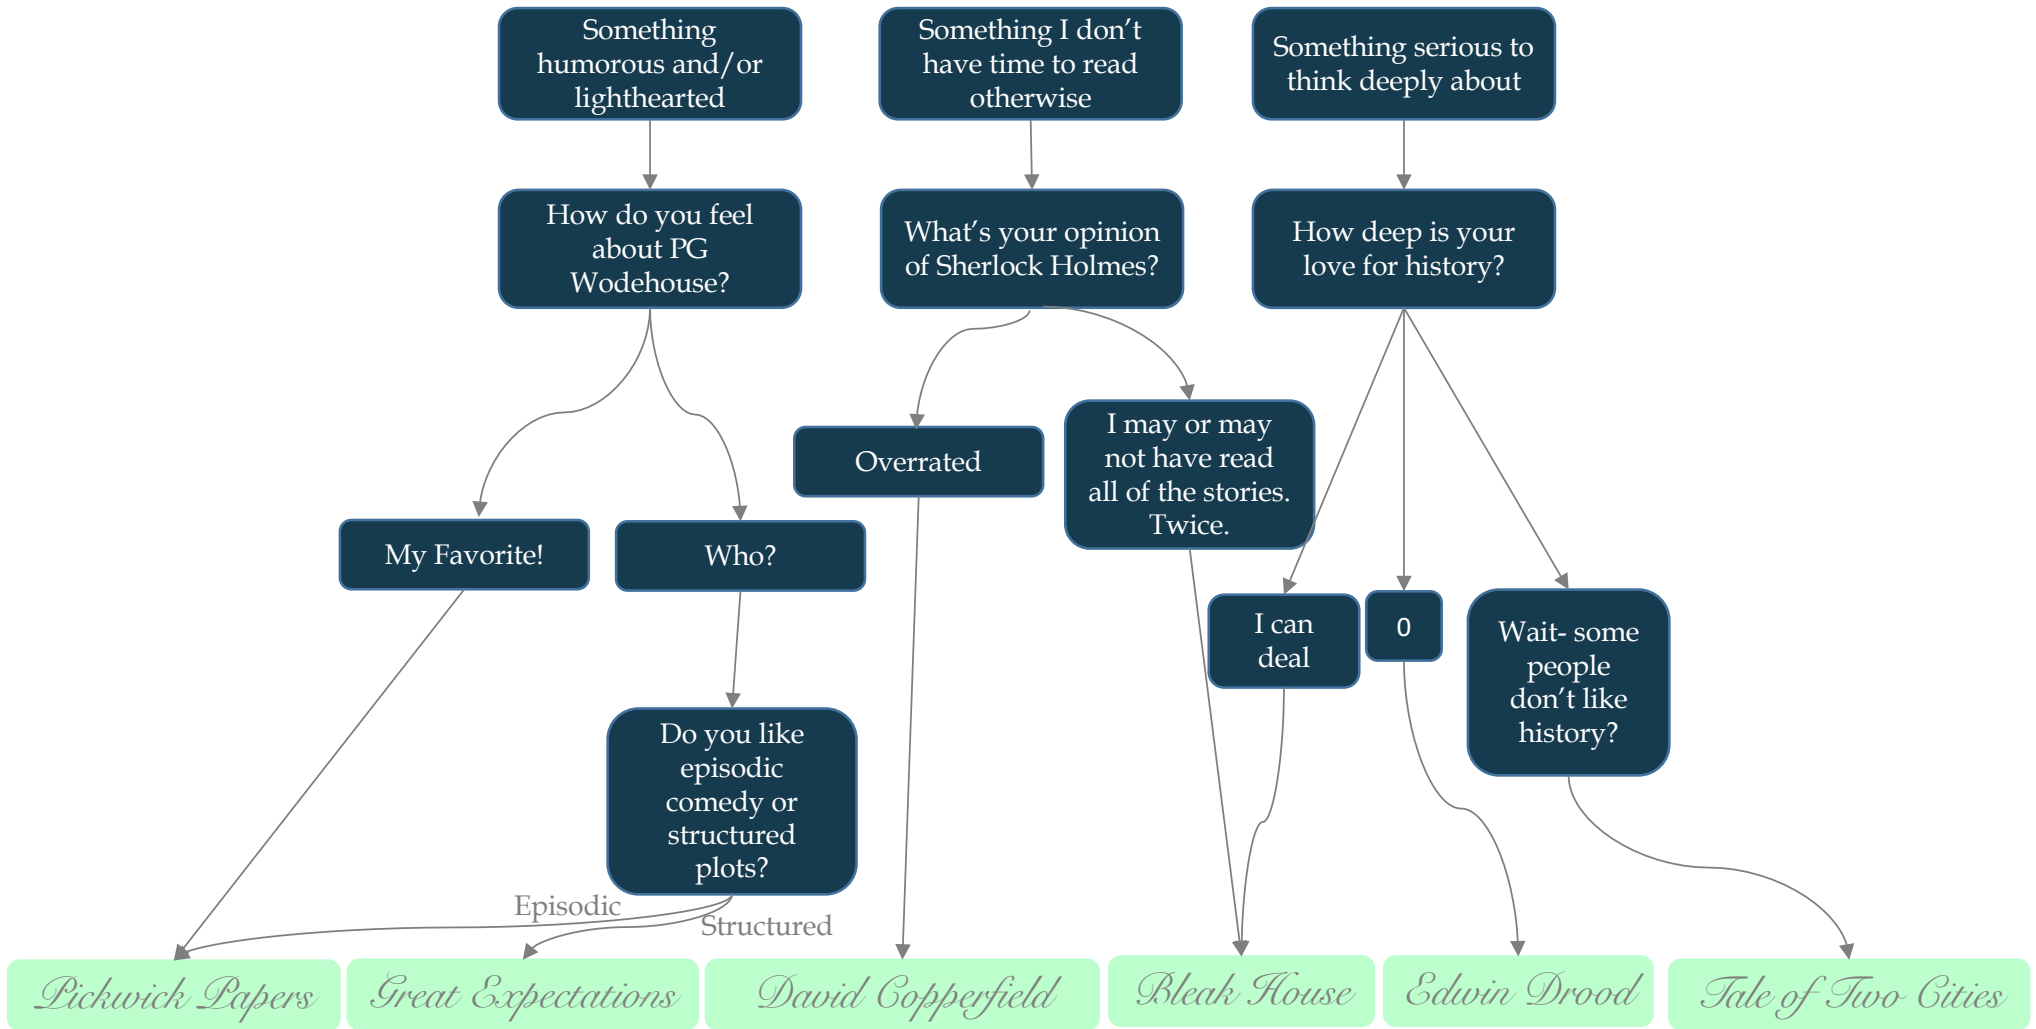 Something
humorous and/or
lighthearted
Something I don’t
have time to read
otherwise
Something serious to
think deeply about
How do you feel
about PG
Wodehouse?
What’s your opinion
of Sherlock Holmes?
How deep is your
love for history?
My Favorite!
Who?
Overrated
I may or may
not have read
all of the stories.
Twice.
I can
deal
0
Wait- some
people
don’t like
history?
Do you like
episodic
comedy or
structured
plots?
Episodic
Structured
Pickwick Papers
Great Expectations
David Copperfield
Bleak House
Edwin Drood
Tale of Two Cities